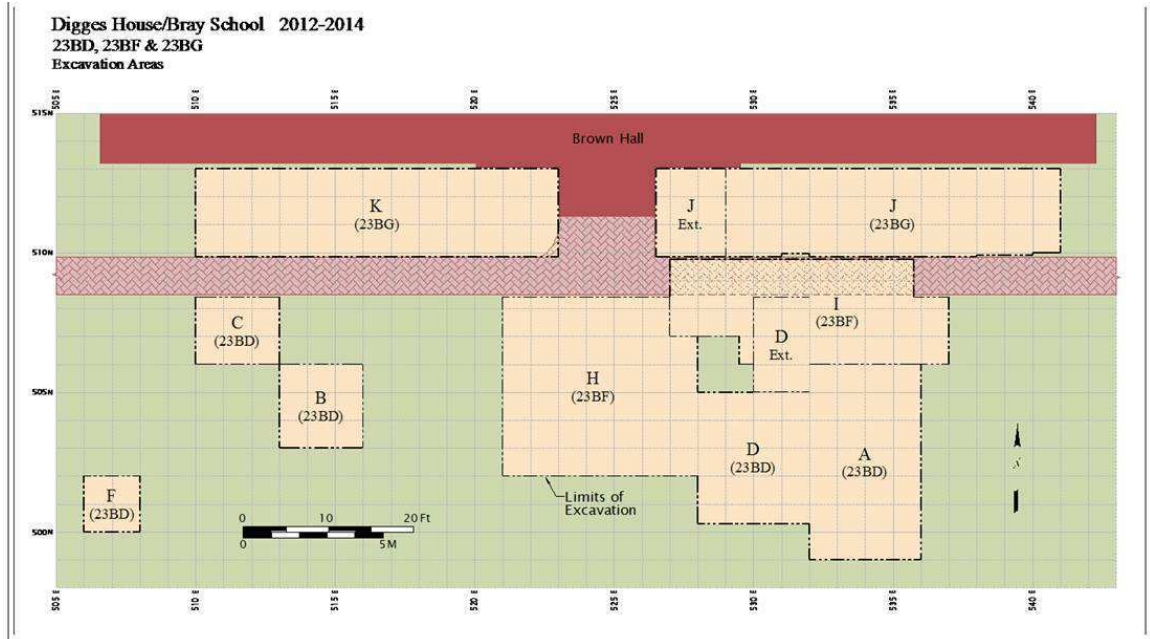 Digges House/Bray School 2012-2014
23BD, 23BF & 23BG
Excavation Areas
505 E
510 E
515 E
520 E
525 E
530 E
535 E
540 E
515N
Brown Hall
K
(23BG)
J
Ext.
J
(23BG)
510N
C
(23BD)
I
(23BF)
D
Ext.
505N
B
(23BD)
H
(23BF)
D
(23BD)
A
(23BD)
F
(23BD)
Limits of
Excavation
0 10 20 Ft
0 5 M
500N
505 E
510 E
515 E
520 E
525 E
530 E
535 E
540 E